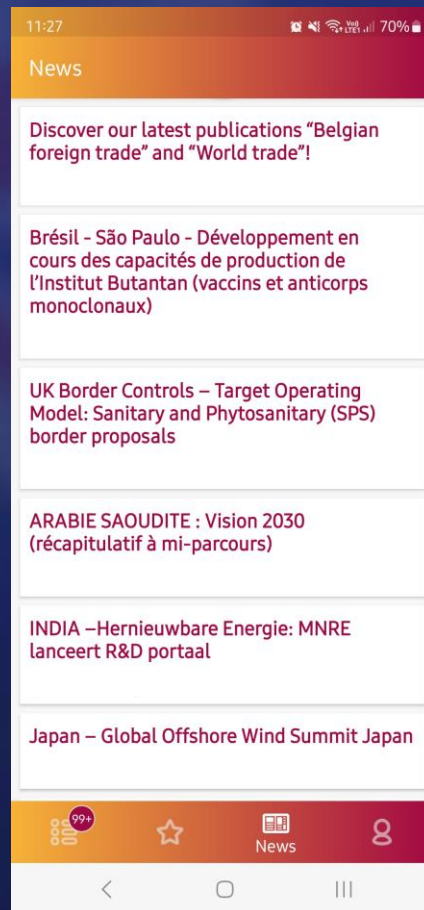 11:27
Vo)) LTE1 70%
News
Discover our latest publications “Belgian
foreign trade” and “World trade”!
Brésil - São Paulo - Développement en
cours des capacités de production de
l’Institut Butantan (vaccins et anticorps
monoclonaux)
UK Border Controls – Target Operating
Model: Sanitary and Phytosanitary (SPS)
border proposals
ARABIE SAOUDITE : Vision 2030
(récapitulatif à mi-parcours)
INDIA –Hernieuwbare Energie: MNRE
lanceert R&D portaal
Japan – Global Offshore Wind Summit Japan
99+
News